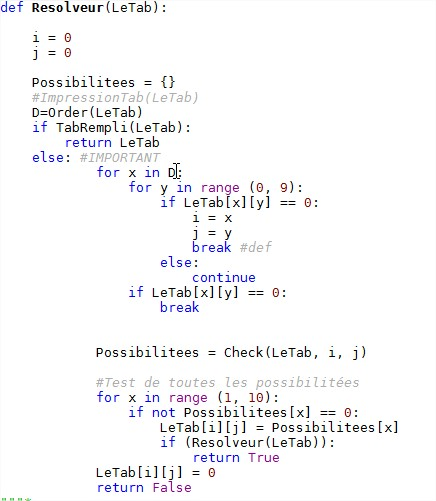 def Resolveur(LeTab):
i = 0
j = 0
Possibilitees = {}
#ImpressionTab(LeTab)
D=Order(LeTab)
if TabRempli(LeTab):
return LeTab
else: #IMPORTANT
for x in D:
for y in range (0, 9):
if LeTab[x][y] == 0:
i = x
j = y
break #def
else:
continue
if LeTab[x][y] == 0:
break
Possibilitees = Check(LeTab, i, j)
#Test de toutes les possibilitées
for x in range (1, 10):
if not Possibilitees[x] == 0:
LeTab[i][j] = Possibilitees[x]
if (Resolveur(LeTab)):
return True
LeTab[i][j] = 0
return False
"""*